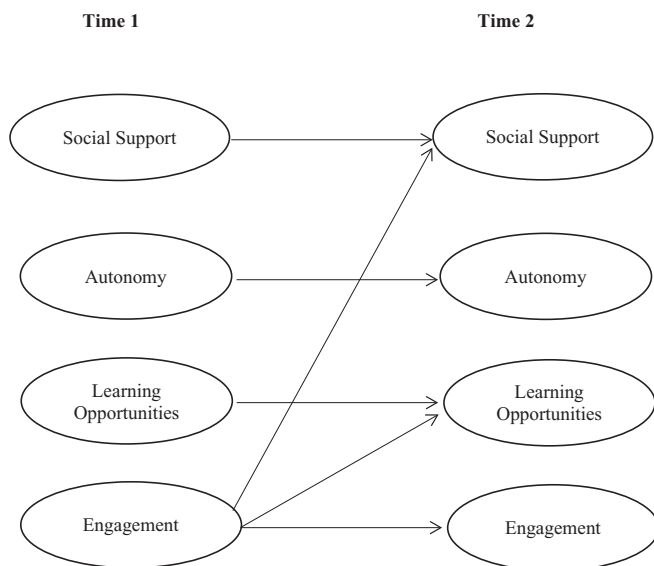 Time 1
Time 2
Social Support
Social Support
Autonomy
Autonomy
Learning
Opportunities
Learning
Opportunities
Engagement
Engagement